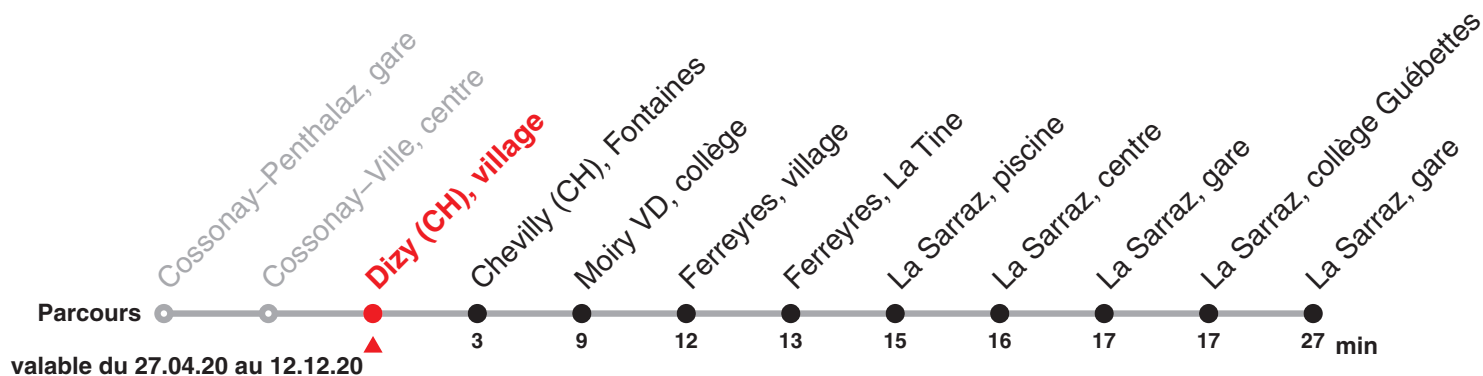 Cossonay–Penthalaz, gare
Cossonay–Ville, centre
Dizy (CH), village
Chevilly (CH), Fontaines
Moiry VD, collège
Ferreyres, village
Ferreyres, La Tine
La Sarraz, piscine
La Sarraz, centre
La Sarraz, gare
La Sarraz, collège Guébettes
La Sarraz, gare
Parcours
3 9 12 13 15 16 17 17 27 min
valable du 27.04.20 au 12.12.20